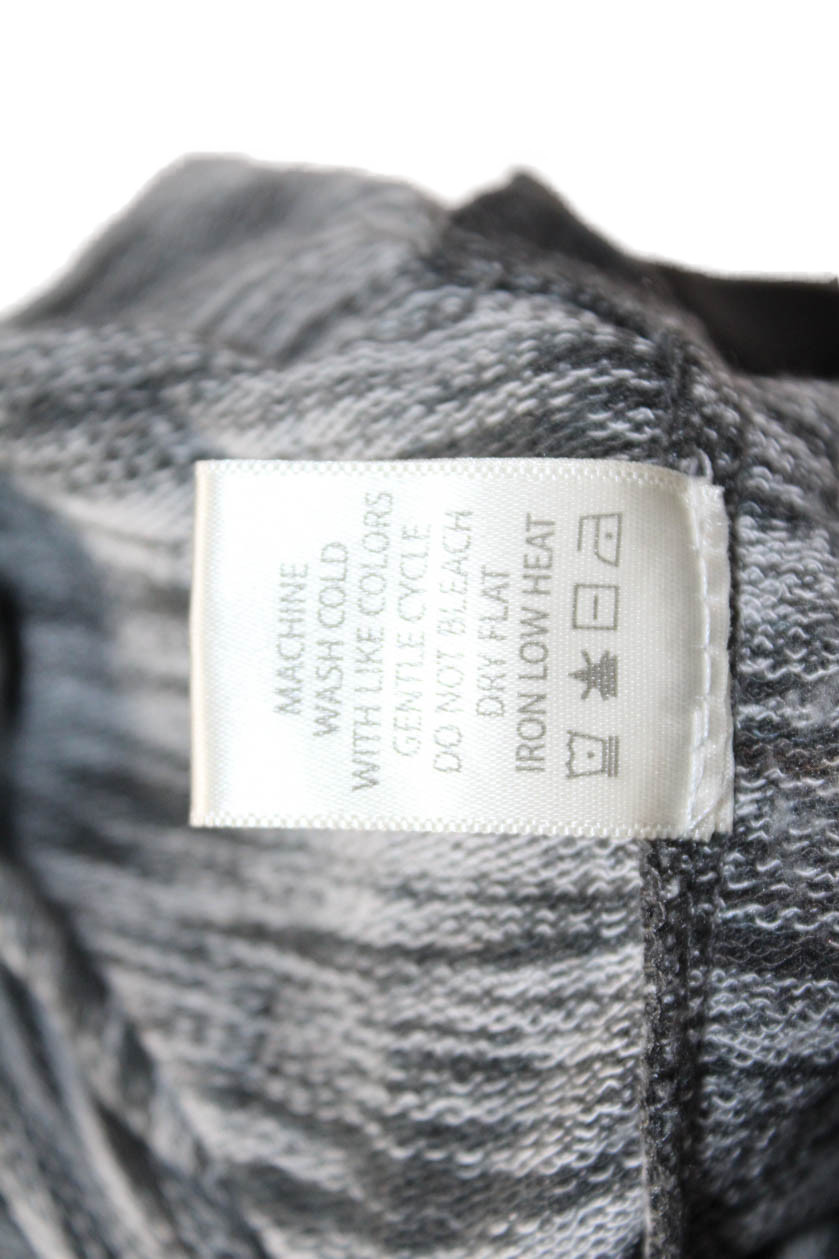 MACHINE
WASH COLD
WITH LIKE COLORS
GENTLE CYCLE
DO NOT BLEACH
DRY FLAT
IRON LOW HEAT